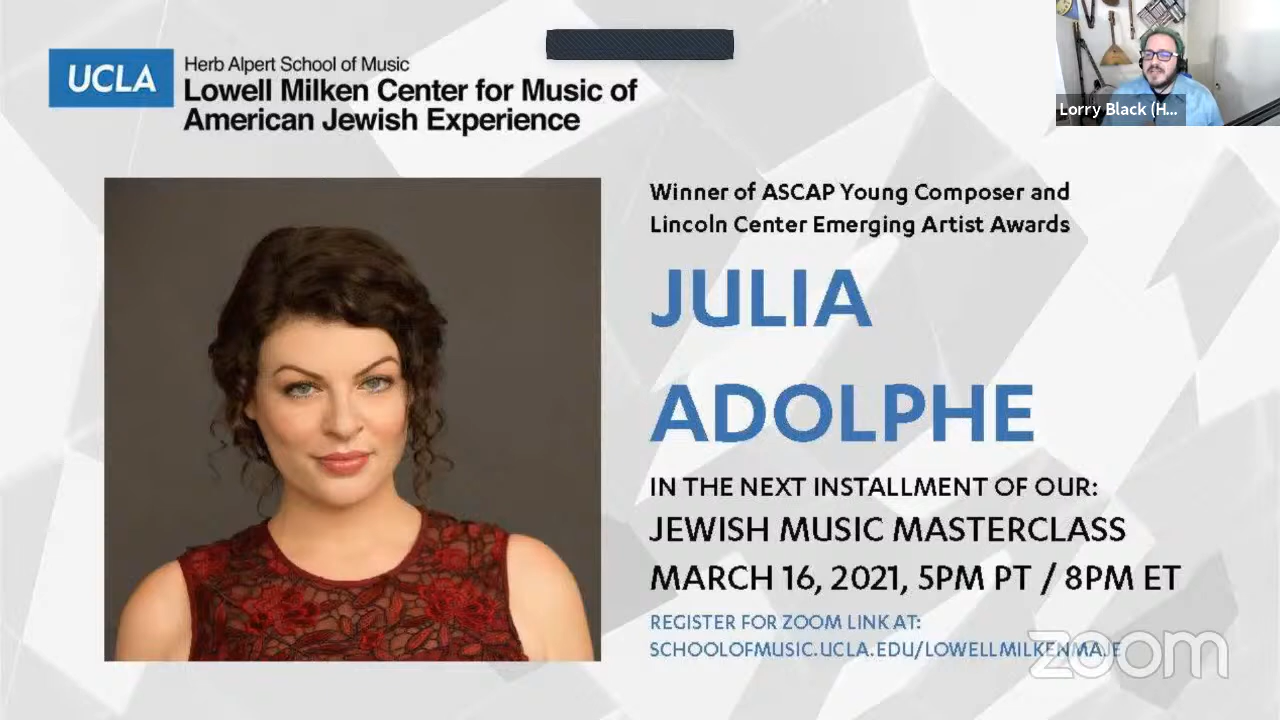 UCLA
Herb Alpert School of Music
Lowell Milken Center for Music of
American Jewish Experience
Lorry Black (H...
Winner of ASCAP Young Composer and
Lincoln Center Emerging Artist Awards
JULIA
ADOLPHE
IN THE NEXT INSTALLMENT OF OUR:
JEWISH MUSIC MASTERCLASS
MARCH 16, 2021, 5PM PT / 8PM ET
REGISTER FOR ZOOM LINK AT:
SCHOOLOFMUSIC.UCLA.EDU/LOWELLMILKENMAJE
zoom